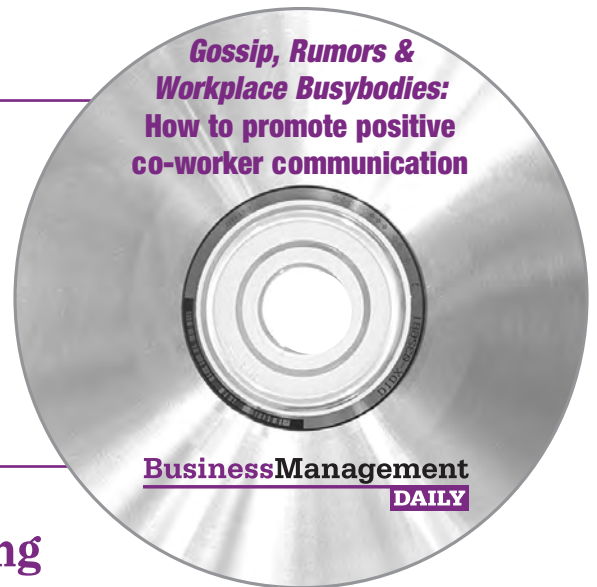 Gossip, Rumors &
Workplace Busybodies:
How to promote positive
co-worker communication
BusinessManagement
DAILY
ng